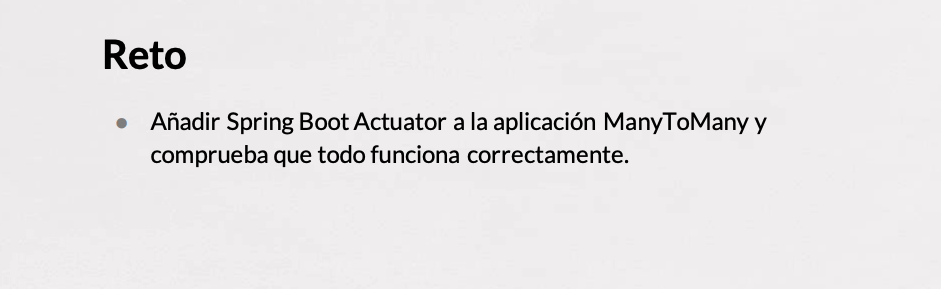 Reto
Añadir Spring Boot Actuator a la aplicación ManyToMany y
comprueba que todo funciona correctamente.